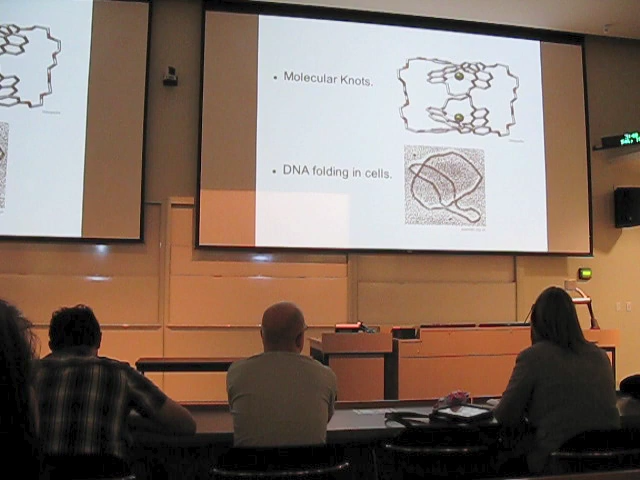 • Molecular Knots.
• DNA folding in cells.